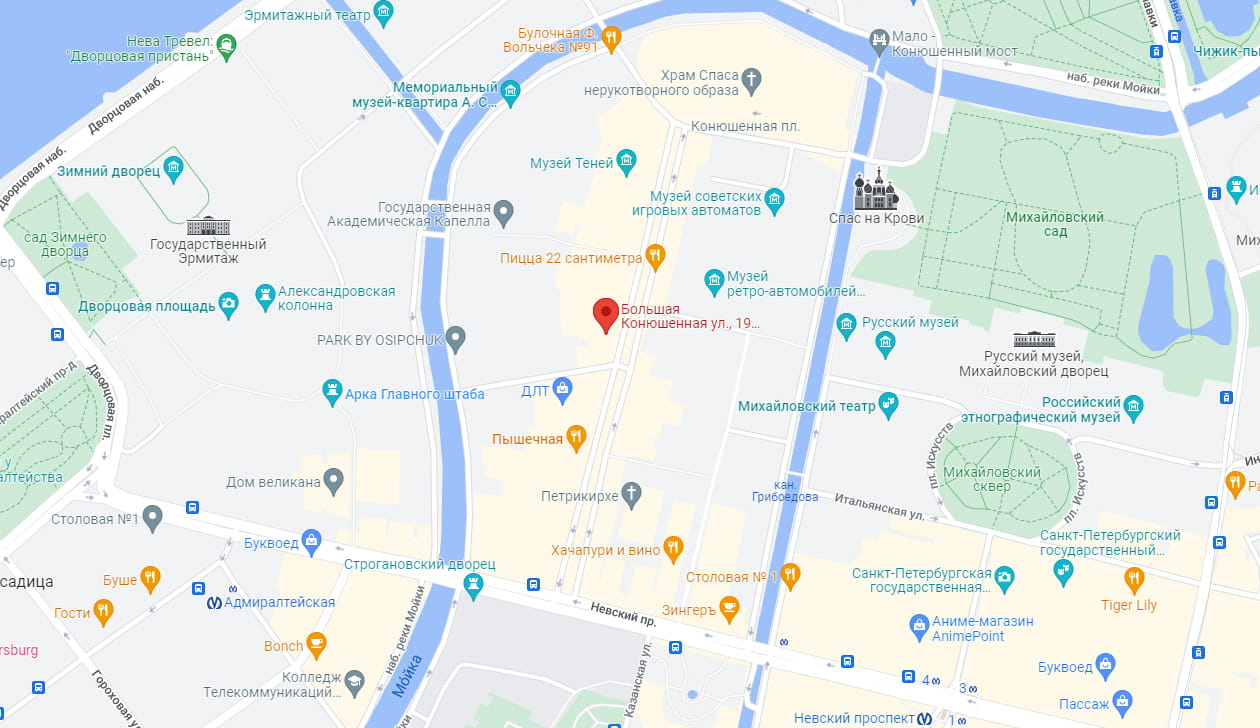 Эрмитажный театр
Нева Тревел:
"Дворцовая пристань"
Булочная Ф.
Вольчека №91
Мало -
Конюшенный мост
наб. реки Мойки
Дворцовая наб.
Мемориальный
музей-квартира А. С...
Храм Спаса
нерукотворного образа
Конюшенная пл.
Дворцовая наб.
Зимний дворец
Музей Теней
Государственная
Академическая Капелла
Музей советских
игровых автоматов
Спас на Крови
Михайловский
сад
Государственный
Эрмитаж
сад Зимнего
дворца
Пицца 22 сантиметра
Музей
ретро-автомобилей...
Александровская
колонна
Дворцовая площадь
Большая
Конюшенная ул., 19...
Русский музей
PARK BY OSIPCHUK
Русский музей,
Михайловский дворец
Дворцовая пл.
Арка Главного штаба
ДЛТ
Михайловский театр
Российский
этнографический музей
Пышечная
пл. Искусств
пл. Искусств
Михайловский
сквер
Дом великана
Петрикирхе
кан.
Грибоедова
Итальянская ул.
Столовая №1
Буквоед
Хачапури и вино
Строгановский дворец
Санкт-Петербургский
государственный...
Буше
Столовая № 1
Санкт-Петербургская
государственная...
Tiger Lily
Гости
Адмиралтейская
Невский пр.
Зингеръ
Аниме-магазин
AnimePoint
Bonch
наб. реки Мойки
Мойка
Казанская ул.
Колледж
Телекоммуникаций...
Гороховая ул.
Буквоед
4
3
Пассаж
Невский проспект
1